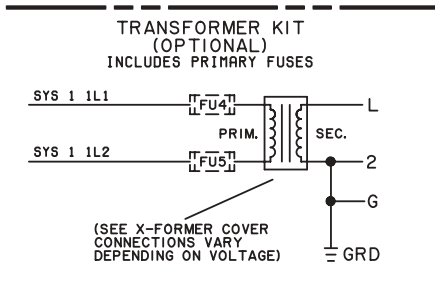 TRANSFORMER KIT
(OPTIONAL)
INCLUDES PRIMARY FUSES
SYS 1 1L1
FU4
L
PRIM.
SEC.
SYS 1 1L2
FU5
2
G
(SEE X-FORMER COVER
CONNECTIONS VARY
DEPENDING ON VOLTAGE)
GRD